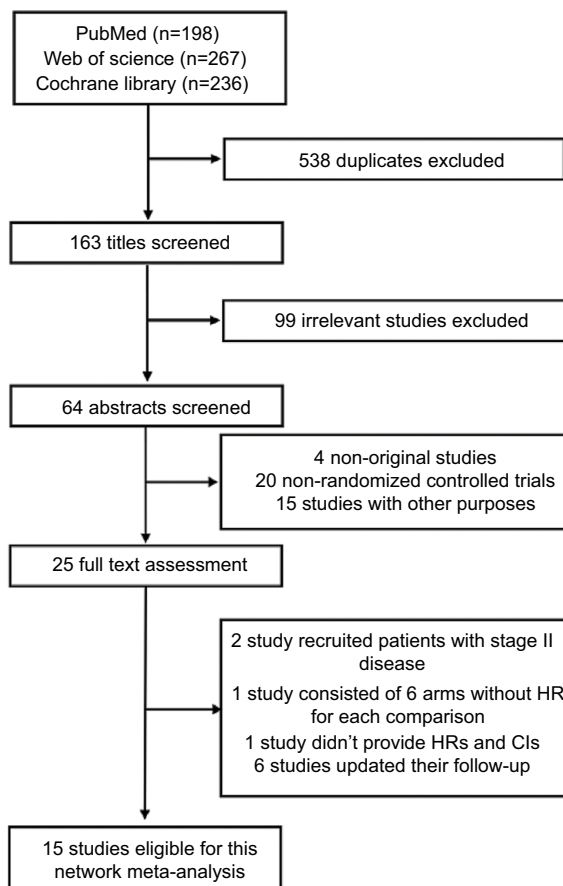 PubMed (n=198)
Web of science (n=267)
Cochrane library (n=236)
538 duplicates excluded
163 titles screened
99 irrelevant studies excluded
64 abstracts screened
4 non-original studies
20 non-randomized controlled trials
15 studies with other purposes
25 full text assessment
2 study recruited patients with stage II
disease
1 study consisted of 6 arms without HR
for each comparison
1 study didn’t provide HRs and CIs
6 studies updated their follow-up
15 studies eligible for this
network meta-analysis